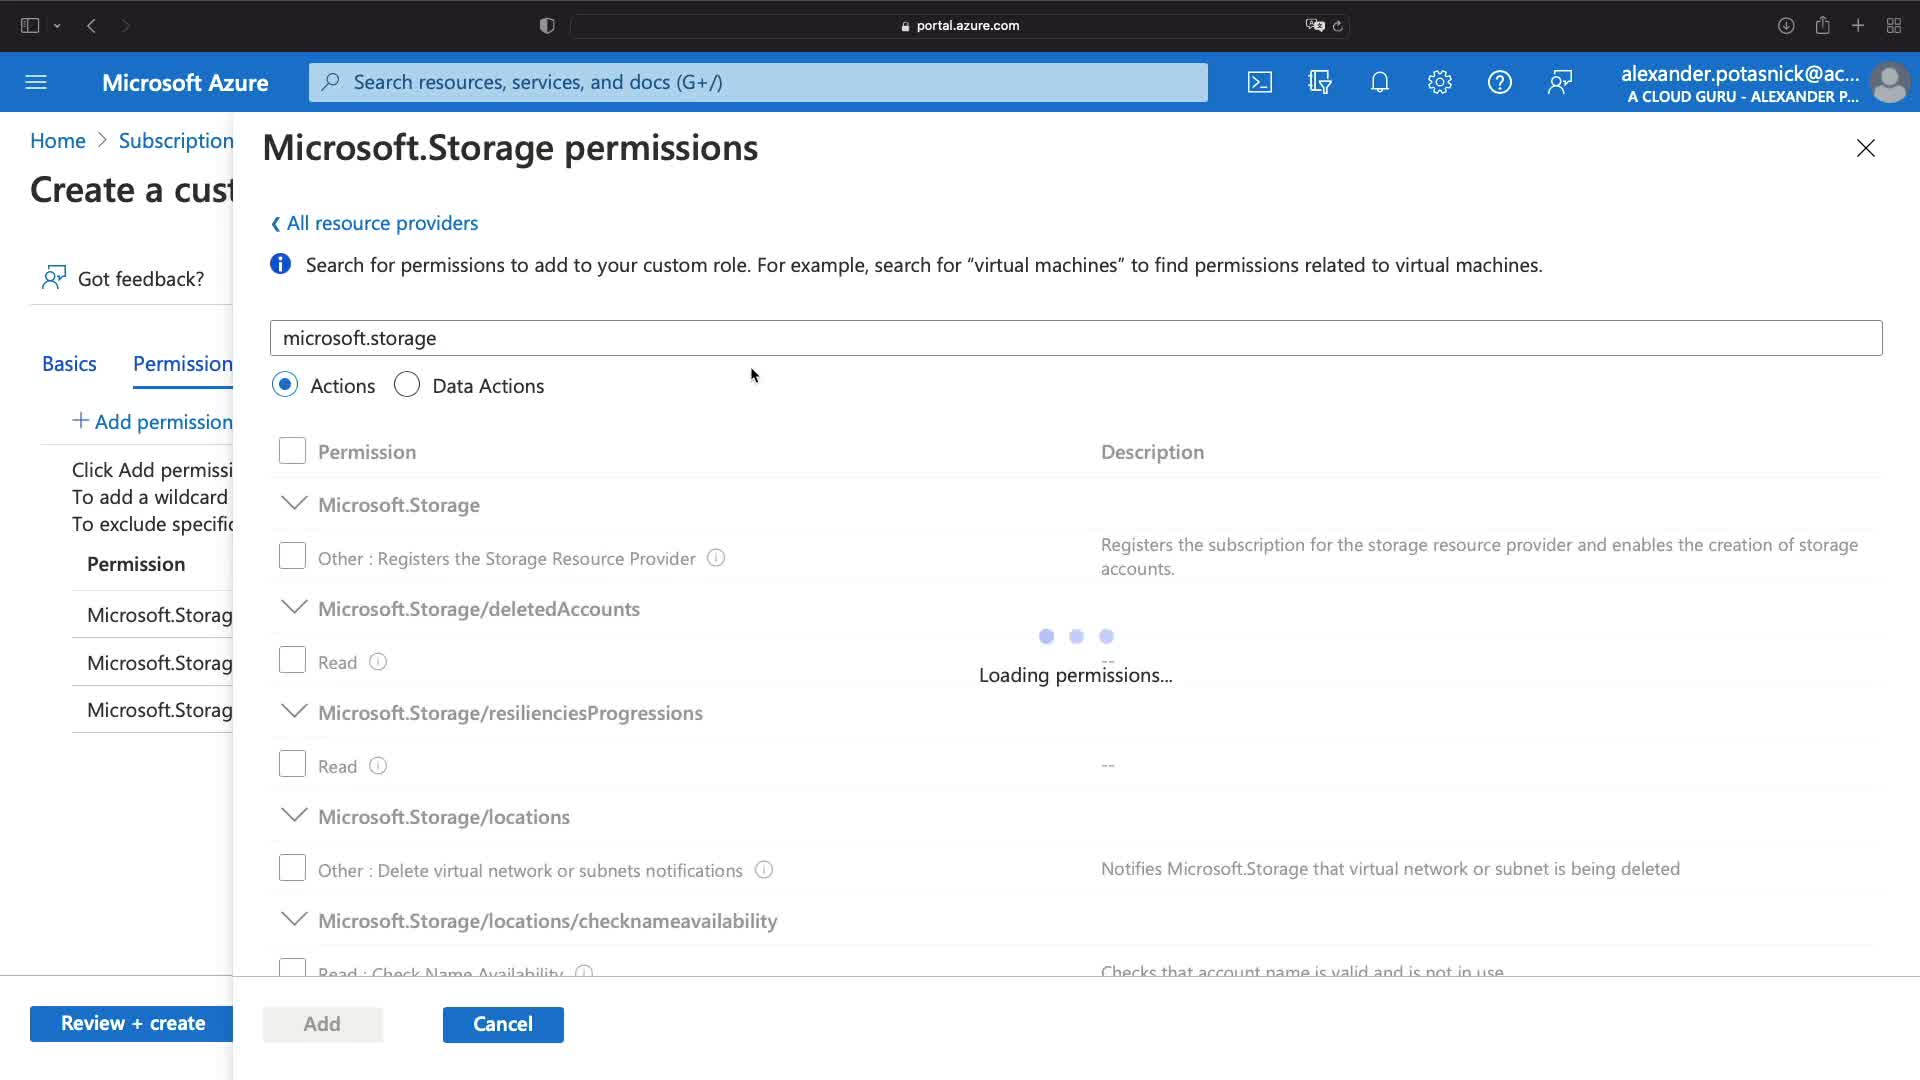 portal.azure.com
Microsoft Azure
Search resources, services, and docs (G+/)
alexander.potasnick@ac...
A CLOUD GURU - ALEXANDER P...
Home > Subscription
Create a cust
Got feedback?
Basics
Permission
+ Add permission
Click Add permissi
To add a wildcard
To exclude specific
Permission
Microsoft.Storag
Microsoft.Storag
Microsoft.Storag
Review + create
Microsoft.Storage permissions
All resource providers
Search for permissions to add to your custom role. For example, search for “virtual machines” to find permissions related to virtual machines.
microsoft.storage
Actions
Data Actions
Permission
Description
Microsoft.Storage
Other : Registers the Storage Resource Provider
Registers the subscription for the storage resource provider and enables the creation of storage
accounts.
Microsoft.Storage/deletedAccounts
Read
--
Loading permissions...
Microsoft.Storage/resilienciesProgressions
Read
--
Microsoft.Storage/locations
Other : Delete virtual network or subnets notifications
Notifies Microsoft.Storage that virtual network or subnet is being deleted
Microsoft.Storage/locations/checknameavailability
Read : Check Name Availability
Checks that account name is valid and is not in use
Add
Cancel